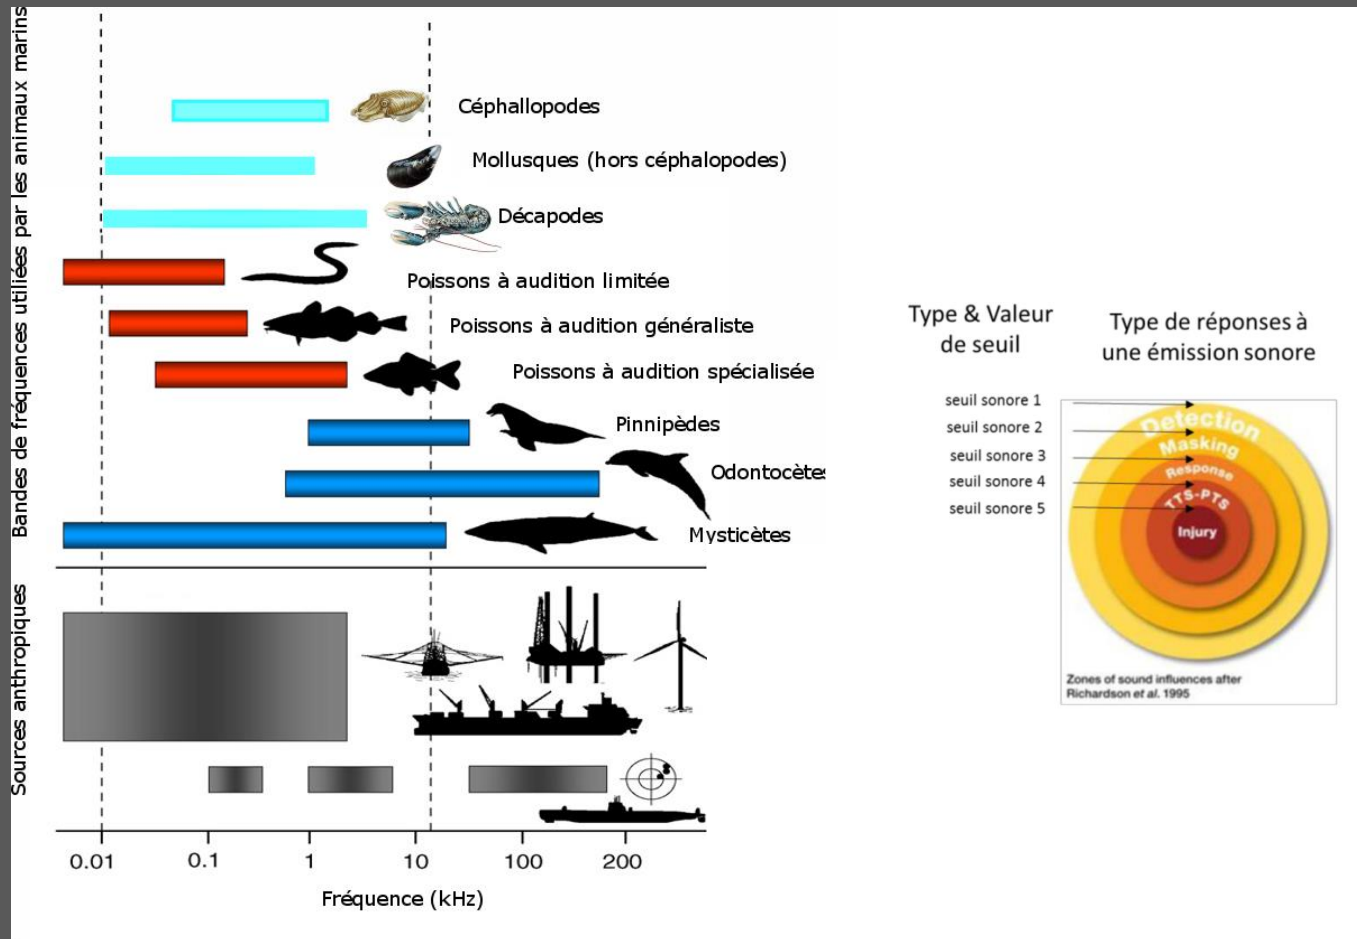 Bandes de fréquences utiliées par les animaux marins
Céphallopodes
Mollusques (hors céphalopodes)
Décapodes
Poissons à audition limitée
Poissons à audition généraliste
Poissons à audition spécialisée
Pinnipèdes
Odontocètes
Mysticètes
Sources anthropiques
0.01
0.1
1
10
100
200
Fréquence (kHz)
Type & Valeur
de seuil
Type de réponses à
une émission sonore
seuil sonore 1
seuil sonore 2
seuil sonore 3
seuil sonore 4
seuil sonore 5
Detection
Masking
Response
TTS-PTS
Injury
Zones of sound influences after
Richardson et al. 1995